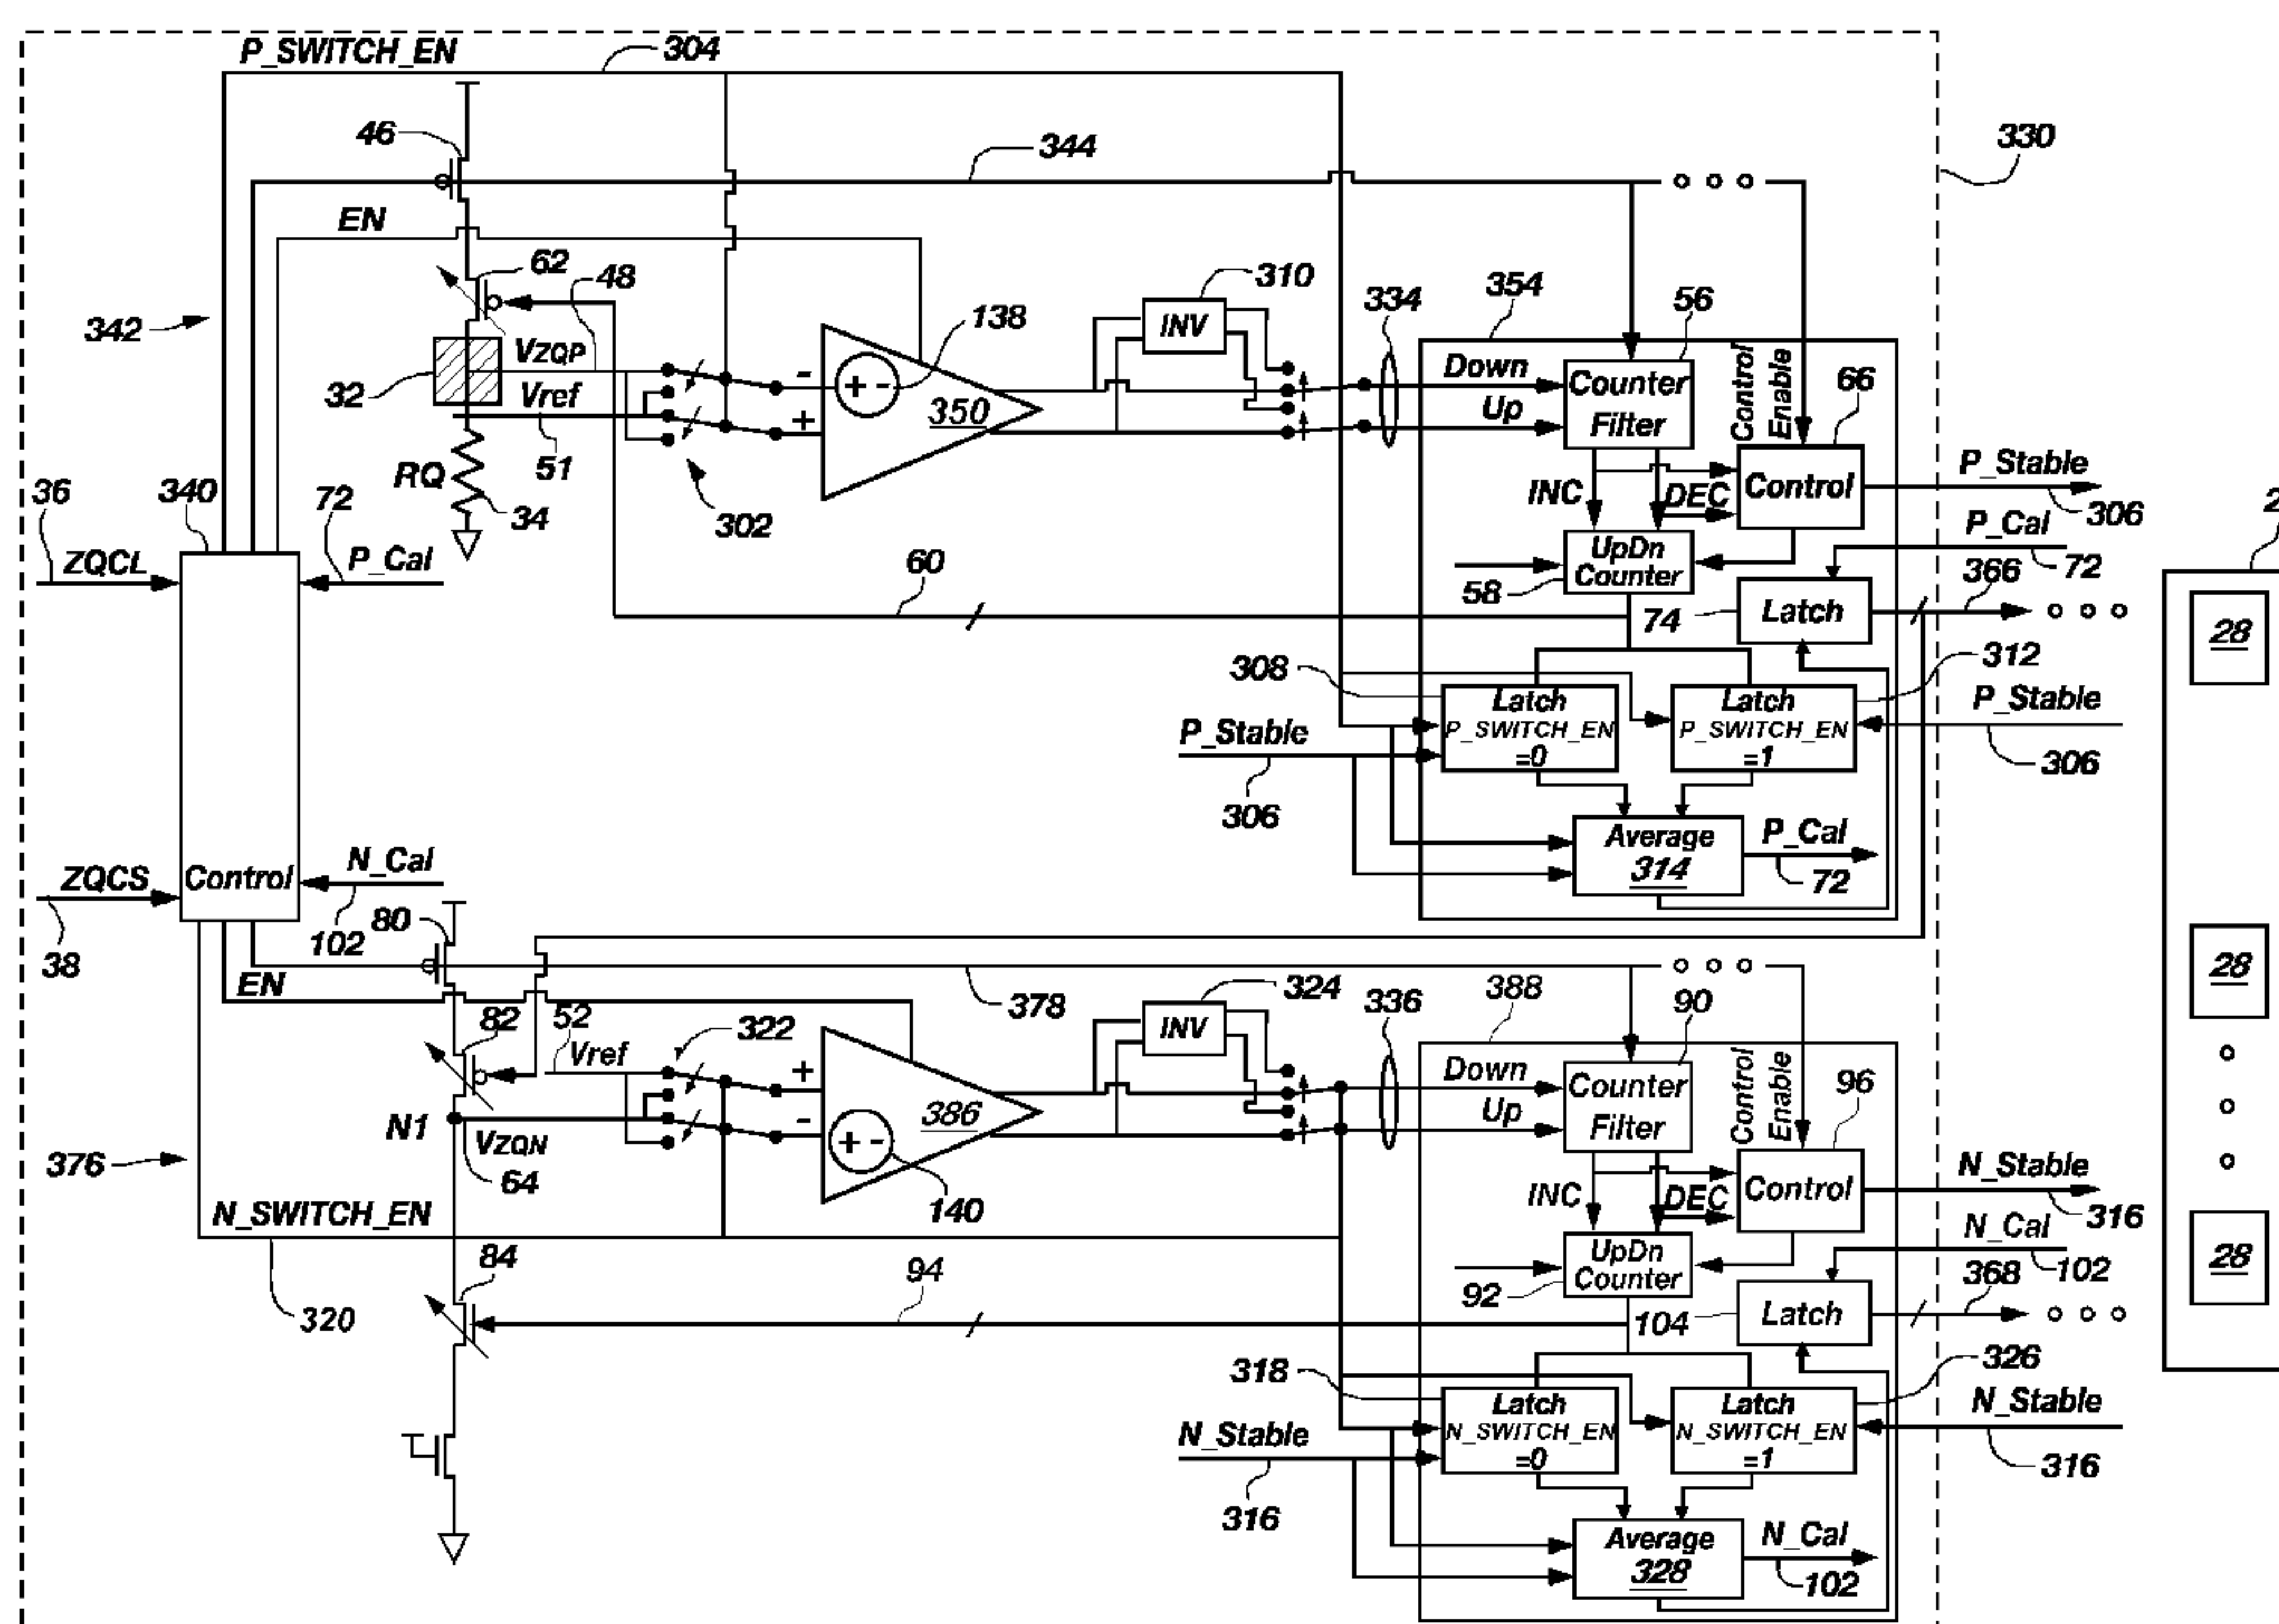 P_SWITCH_EN
304
46
344
330
EN
62
48
310
354
334
56
138
INV
342
VZQP
-
+ -
Down
Counter
Filter
Control
Enable
66
32
Vref
350
Up
+
RQ
51
34
302
INC
DEC
Control
P_Stable
306
36
340
72
ZQCL
P_Cal
60
UpDn
Counter
58
P_Cal
72
366
74
Latch
28
308
312
Latch
P_SWITCH_EN
=0
Latch
P_SWITCH_EN
=1
P_Stable
306
P_Stable
306
Average
314
P_Cal
72
ZQCS
38
Control
N_Cal
102
80
EN
378
324
336
388
90
28
82
52
322
Vref
INV
+
386
Down
Counter
Filter
Control
Enable
96
N1
VZQN
64
-
+ -
140
Up
376
INC
DEC
Control
N_Stable
316
N_SWITCH_EN
320
84
94
UpDn
Counter
92
N_Cal
102
368
104
Latch
28
318
326
Latch
N_SWITCH_EN
=0
Latch
N_SWITCH_EN
=1
N_Stable
316
N_Stable
316
Average
328
N_Cal
102